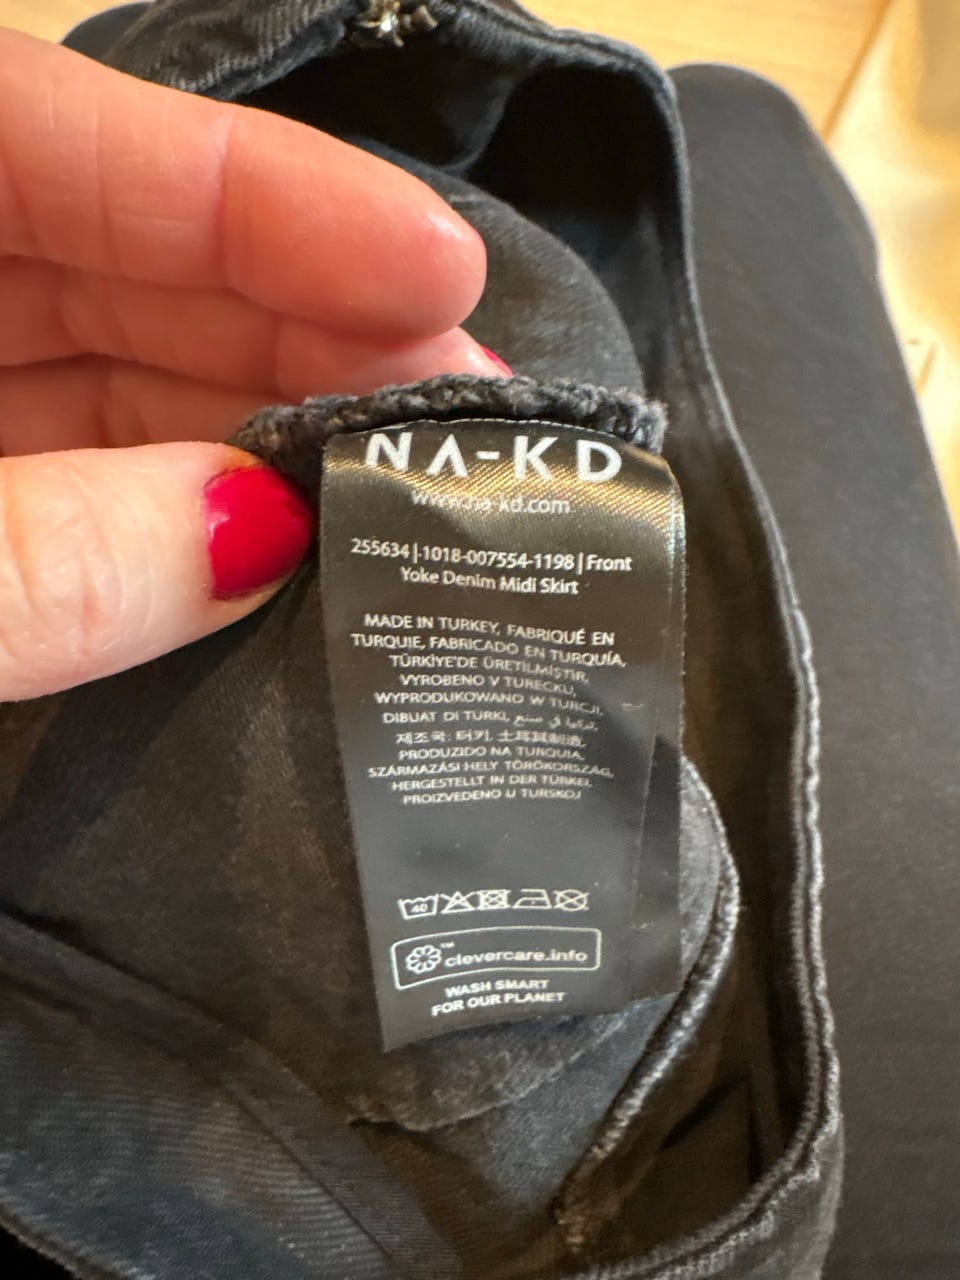 NA-KD
www.na-kd.com
255634|-1018-007554-1198|Front
Yoke Denim Midi Skirt
MADE IN TURKEY, FABRIQUÉ EN
TURQUIE, FABRICADO EN TURQUÍA,
TÜRKİYE'DE ÜRETİLMİŞTİR,
VYROBENO V TURECKU,
WYPRODUKOWANO W TURCJI,
DIBUAT DI TURKI, صنع في تركيا,
제조국: 터키, 土耳其制造,
PRODUZIDO NA TURQUIA,
SZÁRMAZÁSI HELY TÖRÖKORSZÁG,
HERGESTELLT IN DER TÜRKEI,
PROIZVEDENO U TURSKOJ
40
clevercare.info™
WASH SMART
FOR OUR PLANET